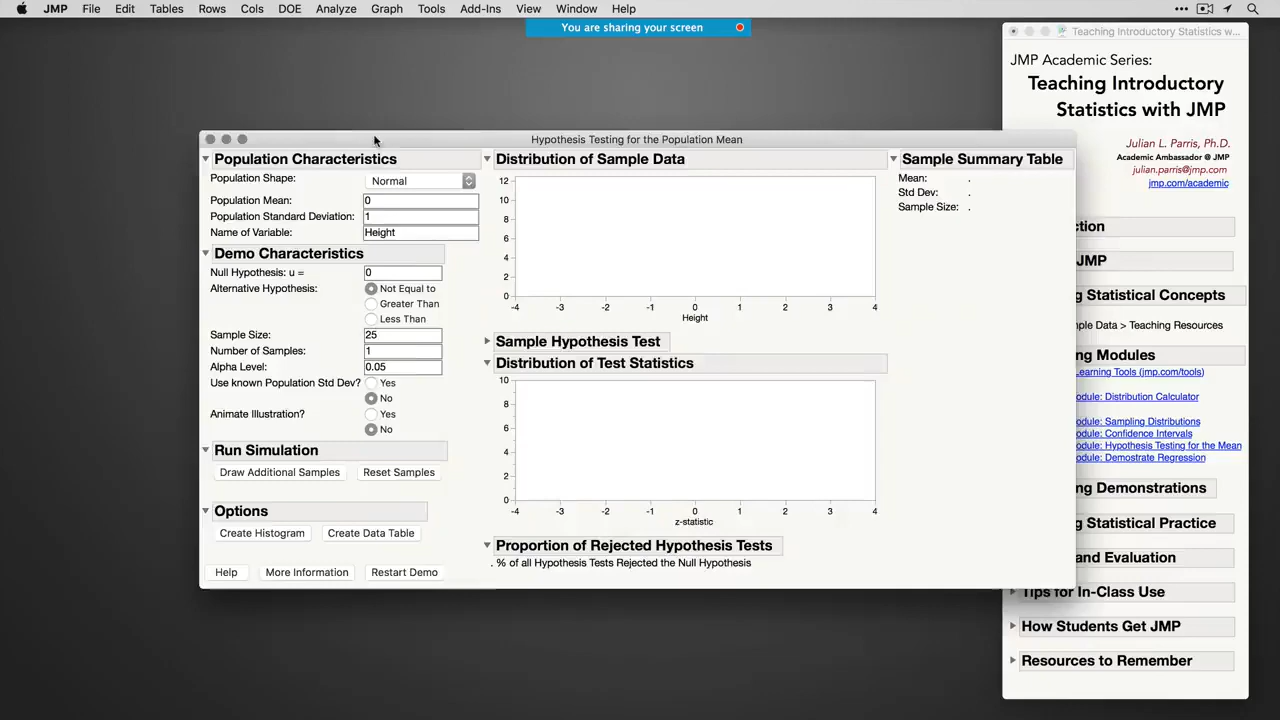 JMP File Edit Tables Rows Cols DOE Analyze Graph Tools Add-Ins View Window Help
You are sharing your screen
Teaching Introductory Statistics w...
JMP Academic Series:
Teaching Introductory
Statistics with JMP
Julian L. Parris, Ph.D.
Academic Ambassador @ JMP
julian.parris@jmp.com
jmp.com/academic
Hypothesis Testing for the Population Mean
Population Characteristics
Population Shape: Normal
Population Mean: 0
Population Standard Deviation: 1
Name of Variable: Height
Demo Characteristics
Null Hypothesis: u = 0
Alternative Hypothesis: Not Equal to
Greater Than
Less Than
Sample Size: 25
Number of Samples: 1
Alpha Level: 0.05
Use known Population Std Dev? Yes
No
Animate Illustration? Yes
No
Run Simulation
Draw Additional Samples Reset Samples
Options
Create Histogram Create Data Table
Help More Information Restart Demo
Distribution of Sample Data
12
10
8
6
4
2
0
-4 -3 -2 -1 0 1 2 3 4
Height
Sample Hypothesis Test
Distribution of Test Statistics
10
8
6
4
2
0
-4 -3 -2 -1 0 1 2 3 4
z-statistic
Proportion of Rejected Hypothesis Tests
. % of all Hypothesis Tests Rejected the Null Hypothesis
Sample Summary Table
Mean: .
Std Dev: .
Sample Size: .
ction
JMP
g Statistical Concepts
ple Data > Teaching Resources
ng Modules
earning Tools (jmp.com/tools)
odule: Distribution Calculator
odule: Sampling Distributions
odule: Confidence Intervals
odule: Hypothesis Testing for the Mean
odule: Demostrate Regression
ng Demonstrations
g Statistical Practice
and Evaluation
Tips for In-Class Use
How Students Get JMP
Resources to Remember